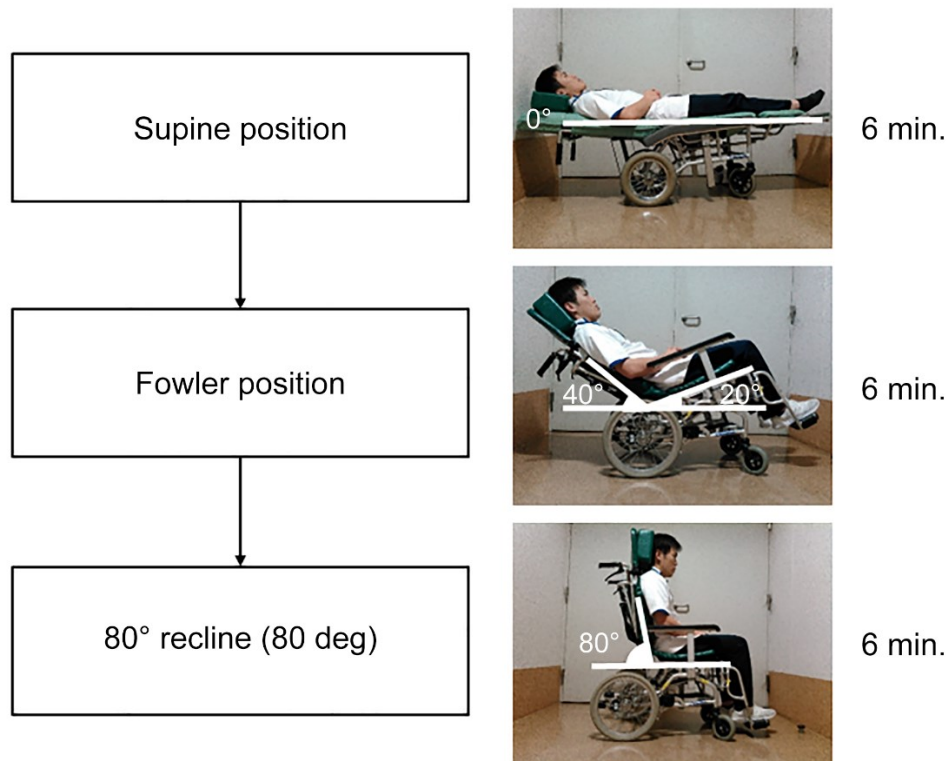 Supine position
0°
6 min.
Fowler position
40°
20°
6 min.
80° recline (80 deg)
80°
6 min.